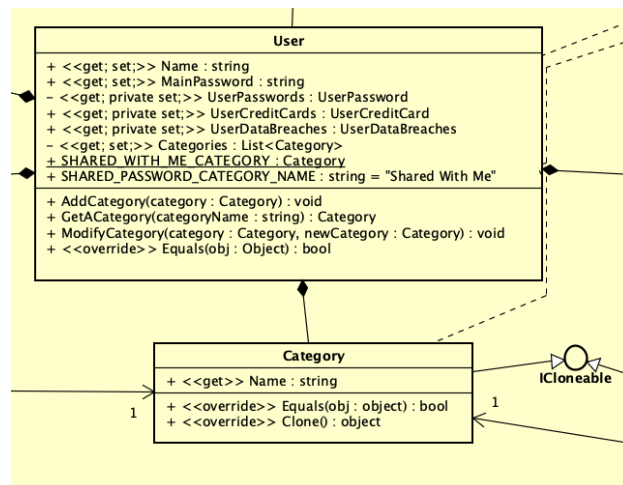 User
+ <<get; set;>> Name : string
+ <<get; set;>> MainPassword : string
- <<get; private set;>> UserPasswords : UserPassword
+ <<get; private set;>> UserCreditCards : UserCreditCard
+ <<get; private set;>> UserDataBreaches : UserDataBreaches
- <<get; set;>> Categories : List<Category>
+ SHARED_WITH_ME_CATEGORY : Category
+ SHARED_PASSWORD_CATEGORY_NAME : string = "Shared With Me"
+ AddCategory(category : Category) : void
+ GetACategory(categoryName : string) : Category
+ ModifyCategory(category : Category, newCategory : Category) : void
+ <<override>> Equals(obj : Object) : bool
Category
+ <<get>> Name : string
+ <<override>> Equals(obj : object) : bool
+ <<override>> Clone() : object
ICloneable
1
1